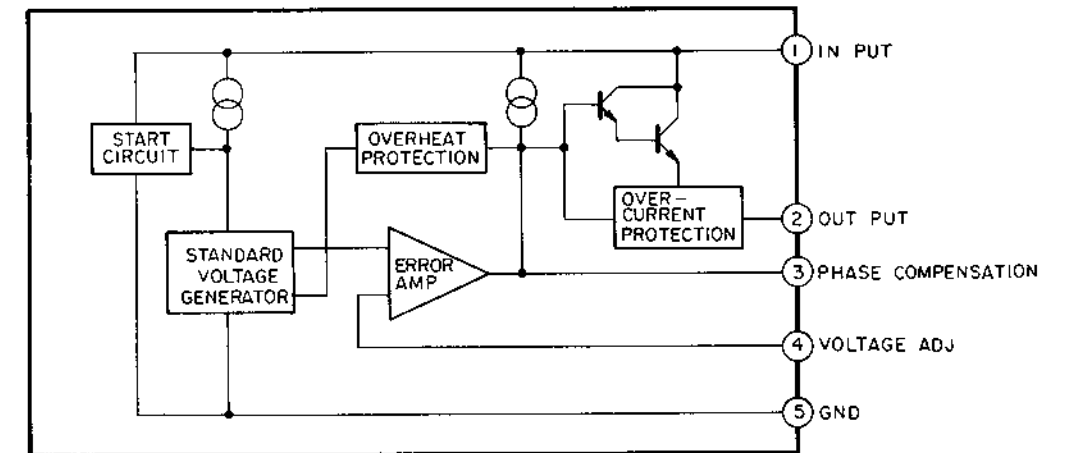 1 IN PUT
START
CIRCUIT
OVERHEAT
PROTECTION
OVER-
CURRENT
PROTECTION
2 OUT PUT
STANDARD
VOLTAGE
GENERATOR
ERROR
AMP
3 PHASE COMPENSATION
4 VOLTAGE ADJ
5 GND